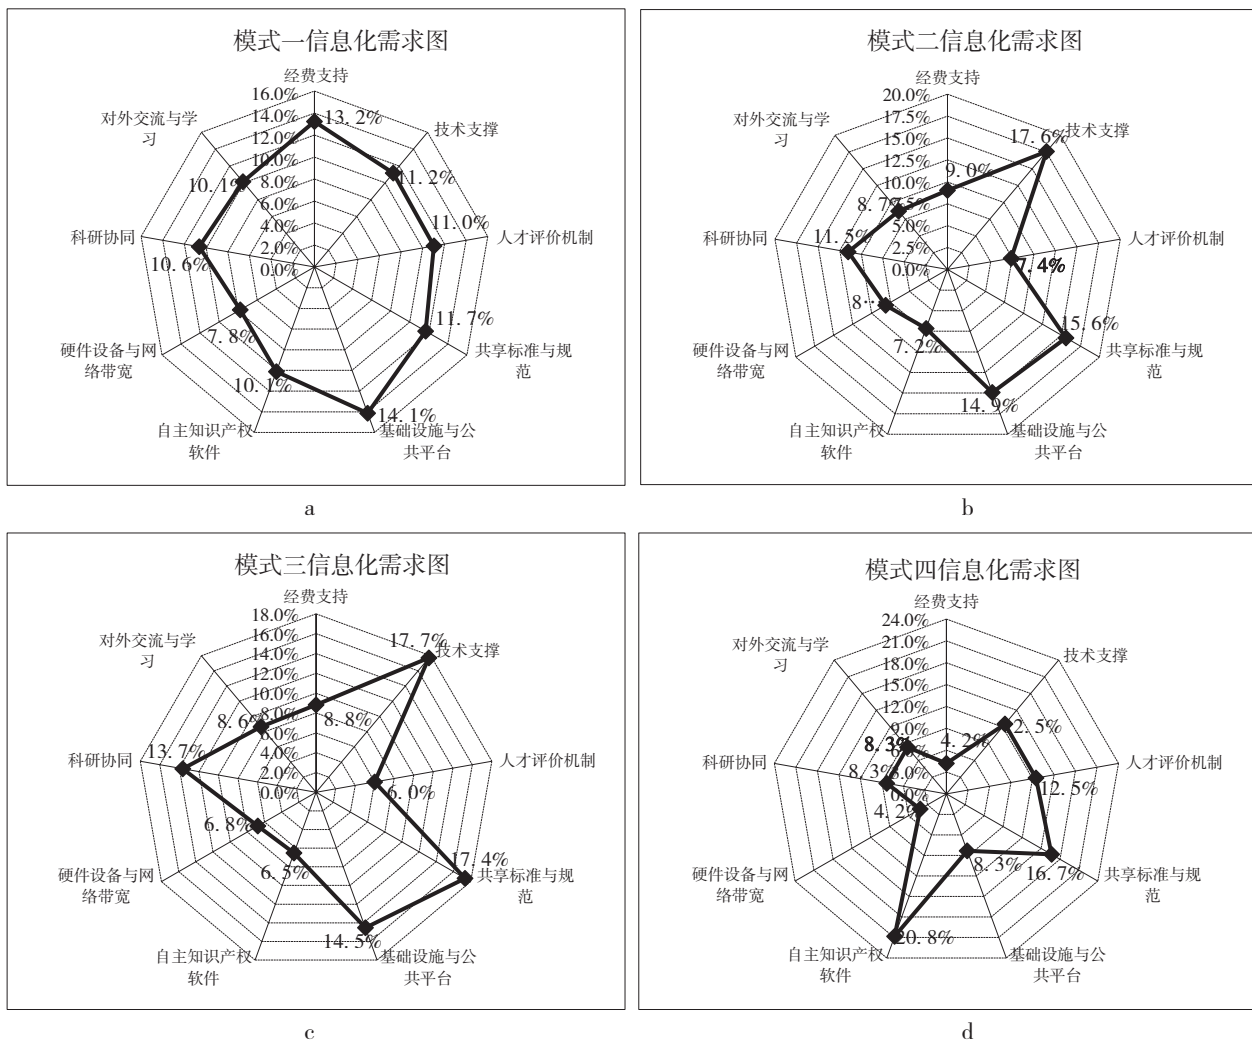 模式一信息化需求图
经费支持
16.0%
14.0%
12.0%
10.0%
8.0%
6.0%
4.0%
2.0%
0.0%
13.2%
技术支撑
11.2%
人才评价机制
11.0%
共享标准与规
范
11.7%
基础设施与公
共平台
14.1%
自主知识产权
软件
10.1%
硬件设备与网
络带宽
7.8%
科研协同
10.6%
对外交流与学
习
10.1%
a
模式二信息化需求图
经费支持
20.0%
17.5%
15.0%
12.5%
10.0%
7.5%
5.0%
2.5%
0.0%
9.0%
技术支撑
17.6%
人才评价机制
7.4%
共享标准与规
范
15.6%
基础设施与公
共平台
14.9%
自主知识产权
软件
7.2%
硬件设备与网
络带宽
8…
科研协同
11.5%
对外交流与学
习
8.7%
b
模式三信息化需求图
经费支持
18.0%
16.0%
14.0%
12.0%
10.0%
8.0%
6.0%
4.0%
2.0%
0.0%
8.8%
技术支撑
17.7%
人才评价机制
6.0%
共享标准与规
范
17.4%
基础设施与公
共平台
14.5%
自主知识产权
软件
6.5%
硬件设备与网
络带宽
6.8%
科研协同
13.7%
对外交流与学
习
8.6%
c
模式四信息化需求图
经费支持
24.0%
21.0%
18.0%
15.0%
12.0%
9.0%
6.0%
3.0%
0.0%
4.2%
技术支撑
2.5%
人才评价机制
12.5%
共享标准与规
范
16.7%
基础设施与公
共平台
8.3%
自主知识产权
软件
20.8%
硬件设备与网
络带宽
4.2%
科研协同
8.3%
对外交流与学
习
8.3%
d